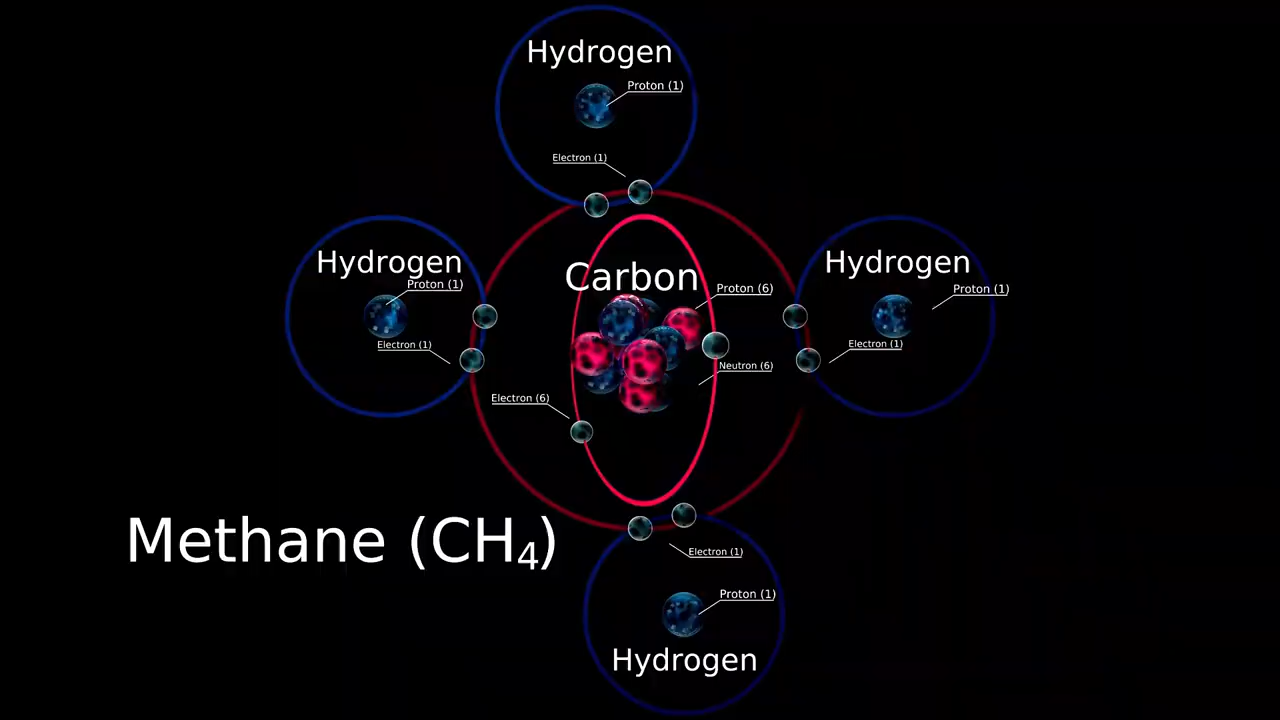 Hydrogen
Proton (1)
Electron (1)
Hydrogen
Proton (1)
Electron (1)
Carbon
Proton (6)
Neutron (6)
Electron (6)
Hydrogen
Proton (1)
Electron (1)
Methane (CH₄)
Electron (1)
Proton (1)
Hydrogen